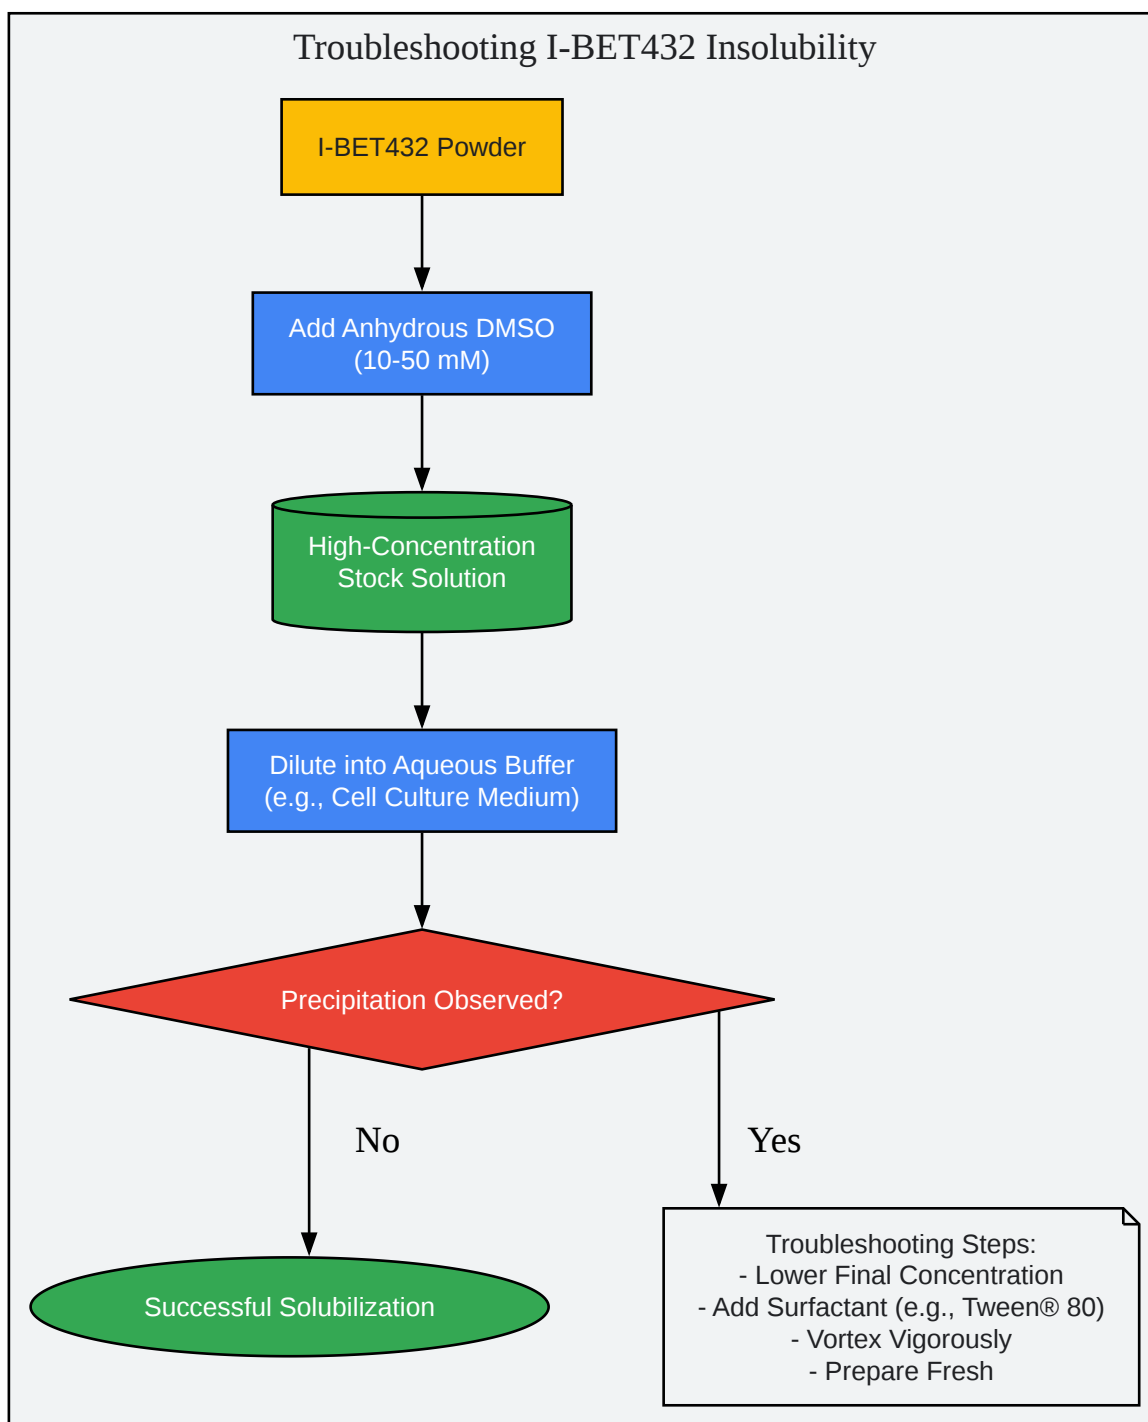 Troubleshooting I-BET432 Insolubility
I-BET432 Powder
Add Anhydrous DMSO
(10-50 mM)
High-Concentration
Stock Solution
Dilute into Aqueous Buffer
(e.g., Cell Culture Medium)
Precipitation Observed?
No
Yes
Successful Solubilization
Troubleshooting Steps:
- Lower Final Concentration
- Add Surfactant (e.g., Tween® 80)
- Vortex Vigorously
- Prepare Fresh